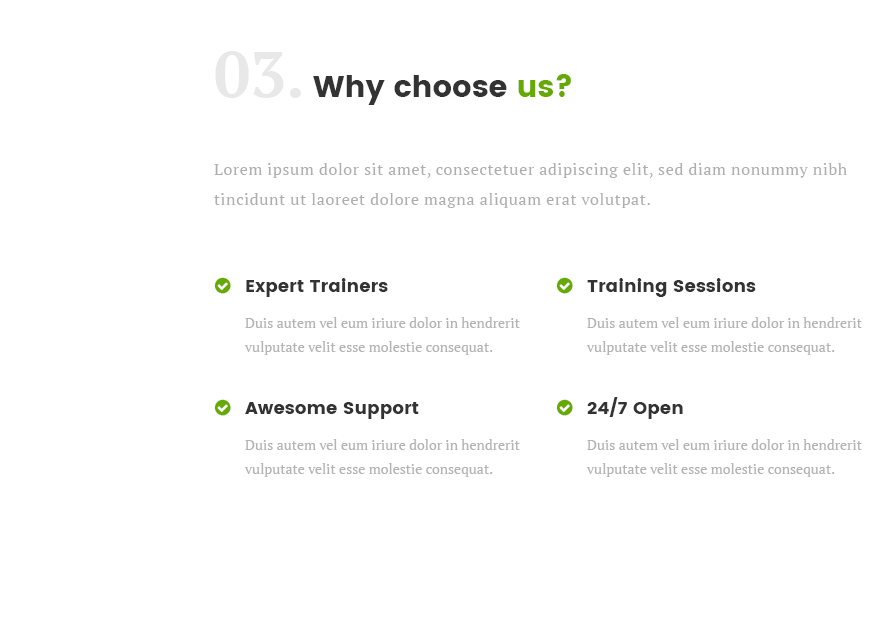 03. Why choose us?
Lorem ipsum dolor sit amet, consectetuer adipiscing elit, sed diam nonummy nibh
tincidunt ut laoreet dolore magna aliquam erat volutpat.
Expert Trainers
Duis autem vel eum iriure dolor in hendrerit
vulputate velit esse molestie consequat.
Training Sessions
Duis autem vel eum iriure dolor in hendrerit
vulputate velit esse molestie consequat.
Awesome Support
Duis autem vel eum iriure dolor in hendrerit
vulputate velit esse molestie consequat.
24/7 Open
Duis autem vel eum iriure dolor in hendrerit
vulputate velit esse molestie consequat.